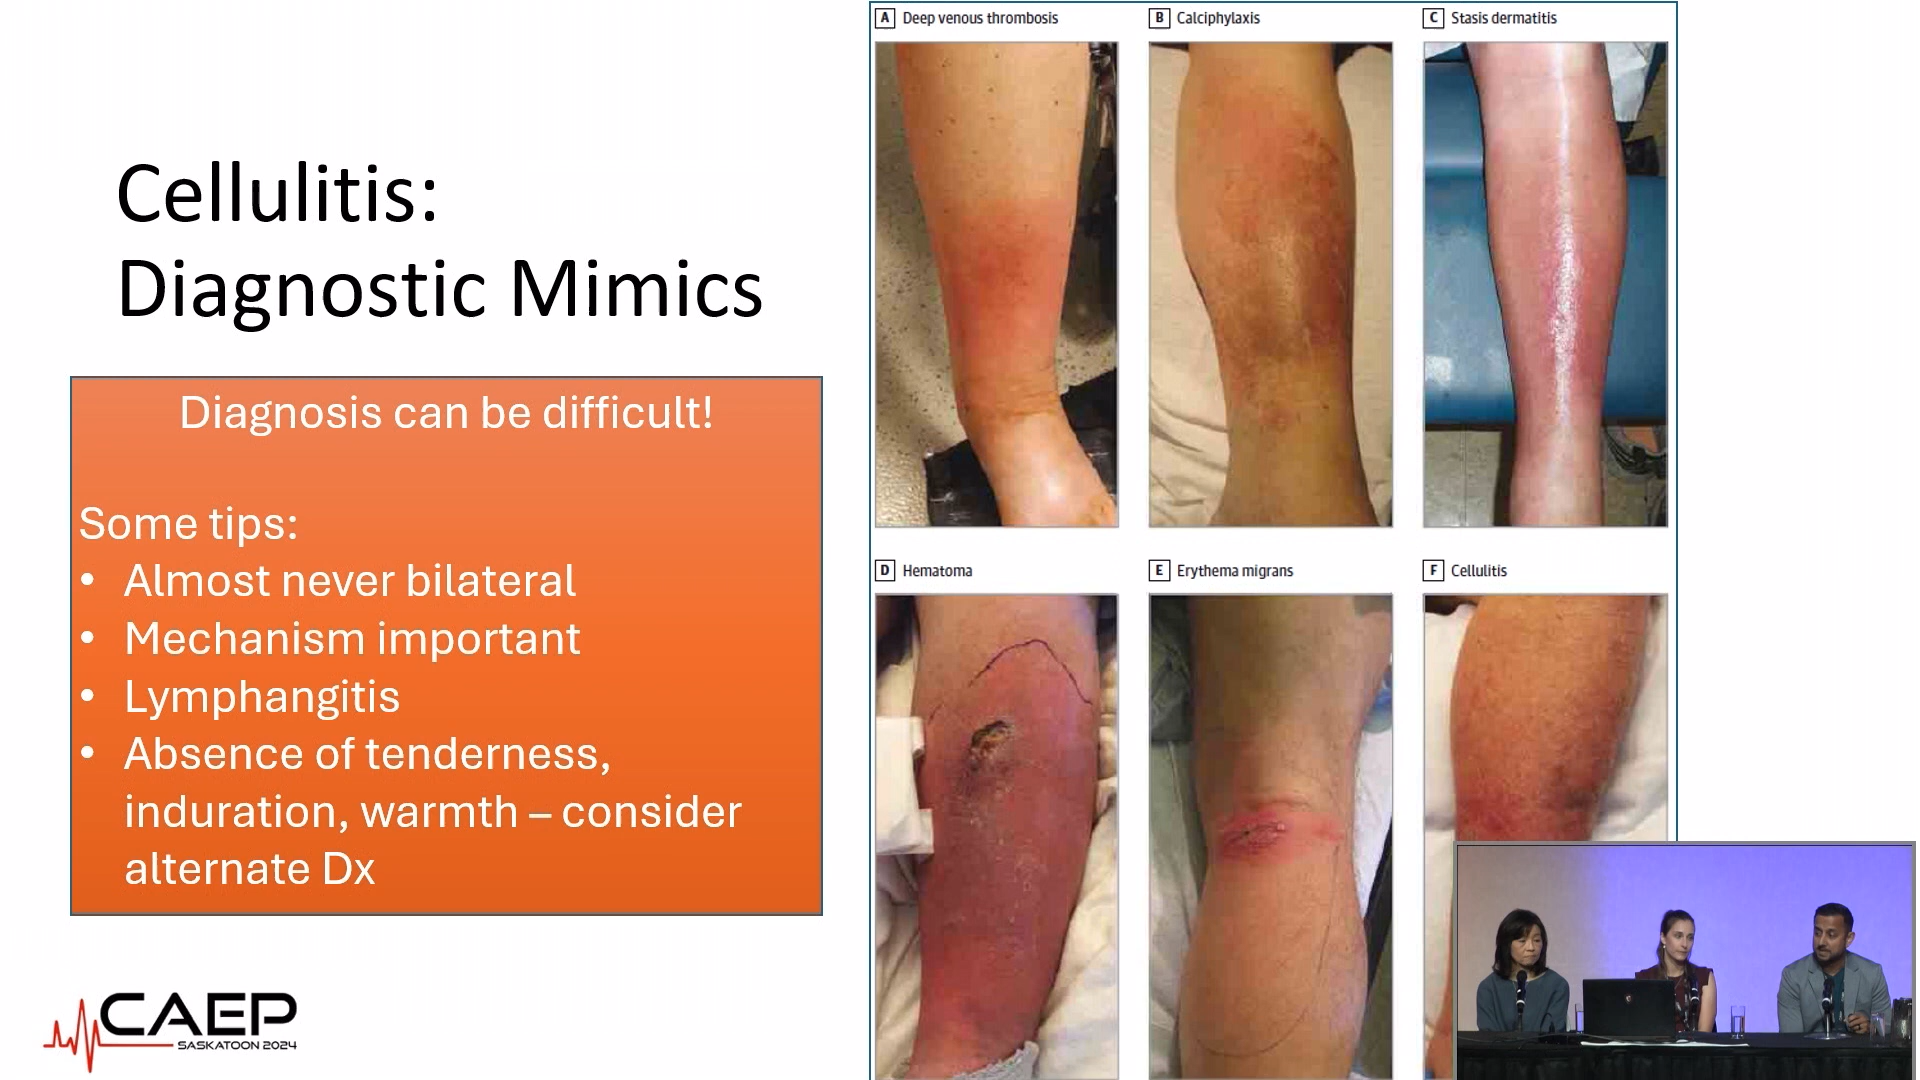 Cellulitis:
Diagnostic Mimics
Diagnosis can be difficult!
Some tips:
• Almost never bilateral
• Mechanism important
• Lymphangitis
• Absence of tenderness,
induration, warmth – consider
alternate Dx
CAEP
SASKATOON 2024
A Deep venous thrombosis
B Calciphylaxis
C Stasis dermatitis
D Hematoma
E Erythema migrans
F Cellulitis